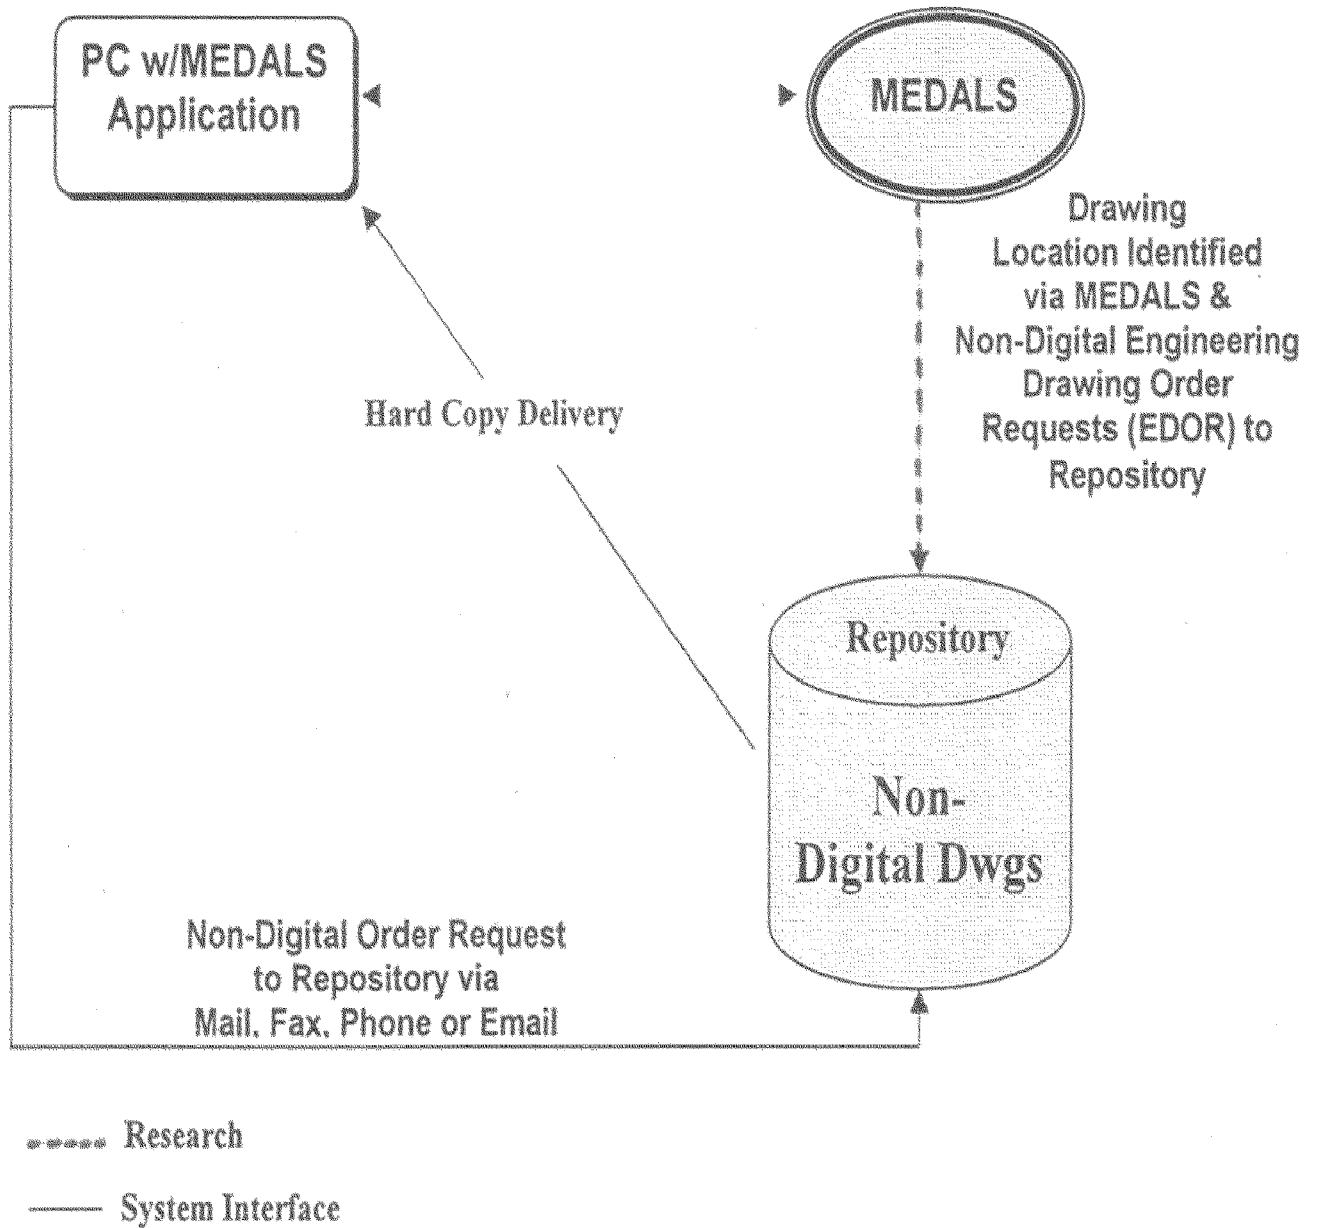 PC w/MEDALS
Application
MEDALS
Drawing
Location Identified
via MEDALS &
Non-Digital Engineering
Drawing Order
Requests (EDOR) to
Repository
Hard Copy Delivery
Repository
Non-
Digital Dwgs
Non-Digital Order Request
to Repository via
Mail, Fax, Phone or Email
Research
System Interface